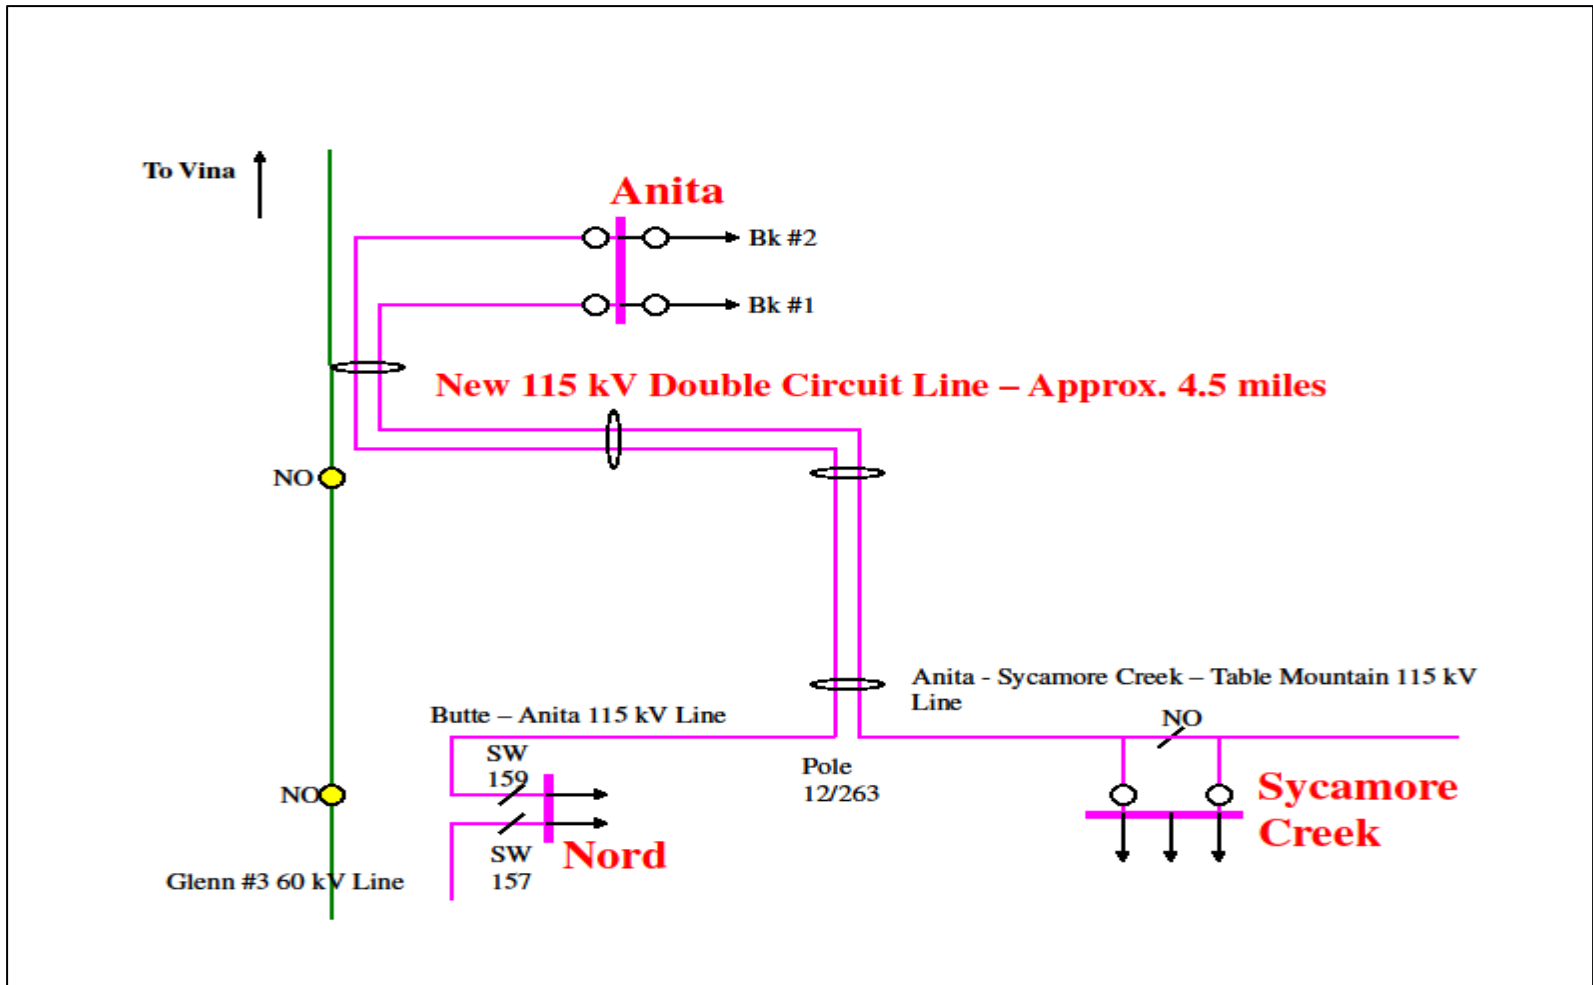 To Vina
Anita
Bk #2
Bk #1
New 115 kV Double Circuit Line – Approx. 4.5 miles
NO
Anita - Sycamore Creek – Table Mountain 115 kV
Line
NO
Butte – Anita 115 kV Line
SW
159
Pole
12/263
NO
Sycamore
Creek
Nord
SW
157
Glenn #3 60 kV Line